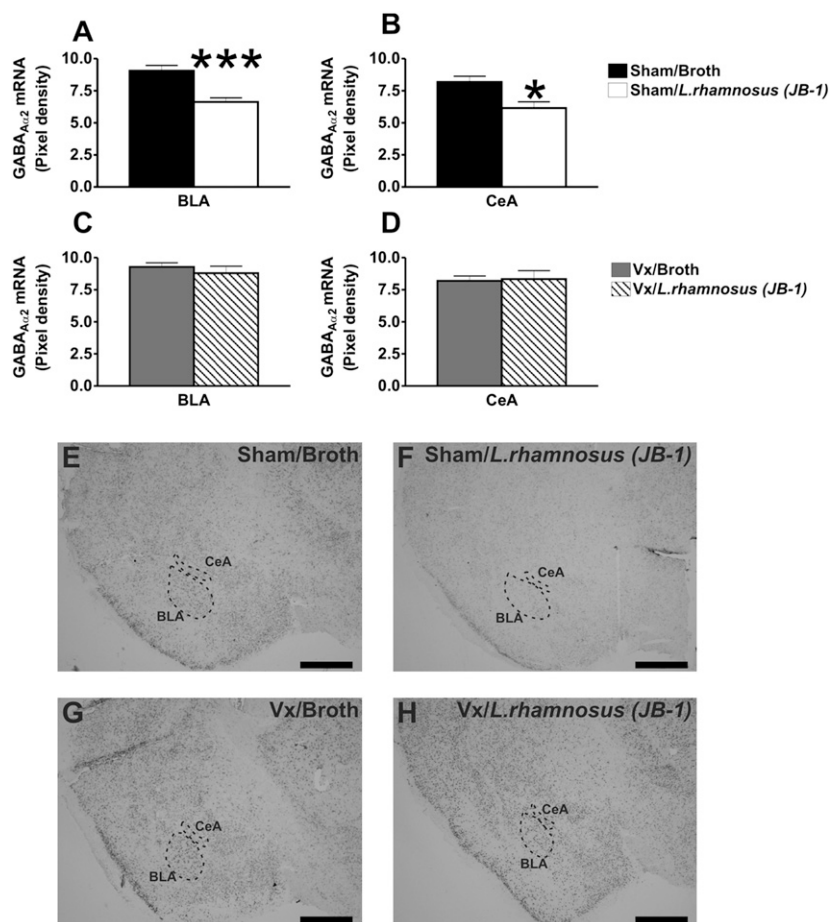 A
GABAAα2 mRNA
(Pixel density)
10.0
7.5
5.0
2.5
0.0
***
BLA
B
GABAAα2 mRNA
(Pixel density)
10.0
7.5
5.0
2.5
0.0
*
CeA
Sham/Broth
Sham/L.rhamnosus (JB-1)
C
GABAAα2 mRNA
(Pixel density)
10.0
7.5
5.0
2.5
0.0
BLA
D
GABAAα2 mRNA
(Pixel density)
10.0
7.5
5.0
2.5
0.0
CeA
Vx/Broth
Vx/L.rhamnosus (JB-1)
E
Sham/Broth
CeA
BLA
F
Sham/L.rhamnosus (JB-1)
CeA
BLA
G
Vx/Broth
CeA
BLA
H
Vx/L.rhamnosus (JB-1)
CeA
BLA